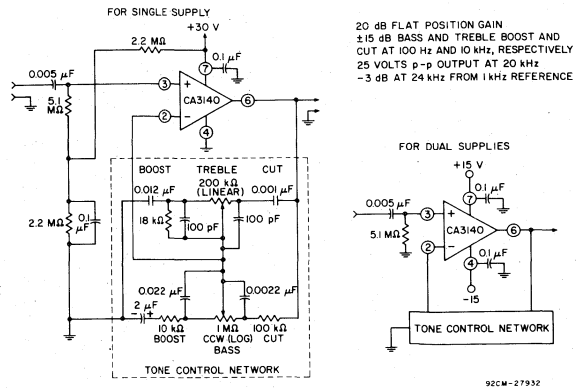 FOR SINGLE SUPPLY
+30 V
2.2 MΩ
0.1 μF
7
0.005 μF
3
+
CA3140
6
5.1 MΩ
2
−
4
BOOST
TREBLE
CUT
200 kΩ (LINEAR)
0.012 μF
0.001 μF
18 kΩ
100 pF
100 pF
2.2 MΩ
0.1 μF
0.022 μF
0.0022 μF
2 μF
− +
10 kΩ
BOOST
1 MΩ
CCW (LOG)
BASS
100 kΩ
CUT
TONE CONTROL NETWORK
20 dB FLAT POSITION GAIN
±15 dB BASS AND TREBLE BOOST AND
CUT AT 100 Hz AND 10 kHz, RESPECTIVELY
25 VOLTS p-p OUTPUT AT 20 kHz
-3 dB AT 24 kHz FROM 1 kHz REFERENCE
FOR DUAL SUPPLIES
+15 V
0.1 μF
7
0.005 μF
3
+
CA3140
6
5.1 MΩ
2
−
4
0.1 μF
-15
TONE CONTROL NETWORK
92CM-27932